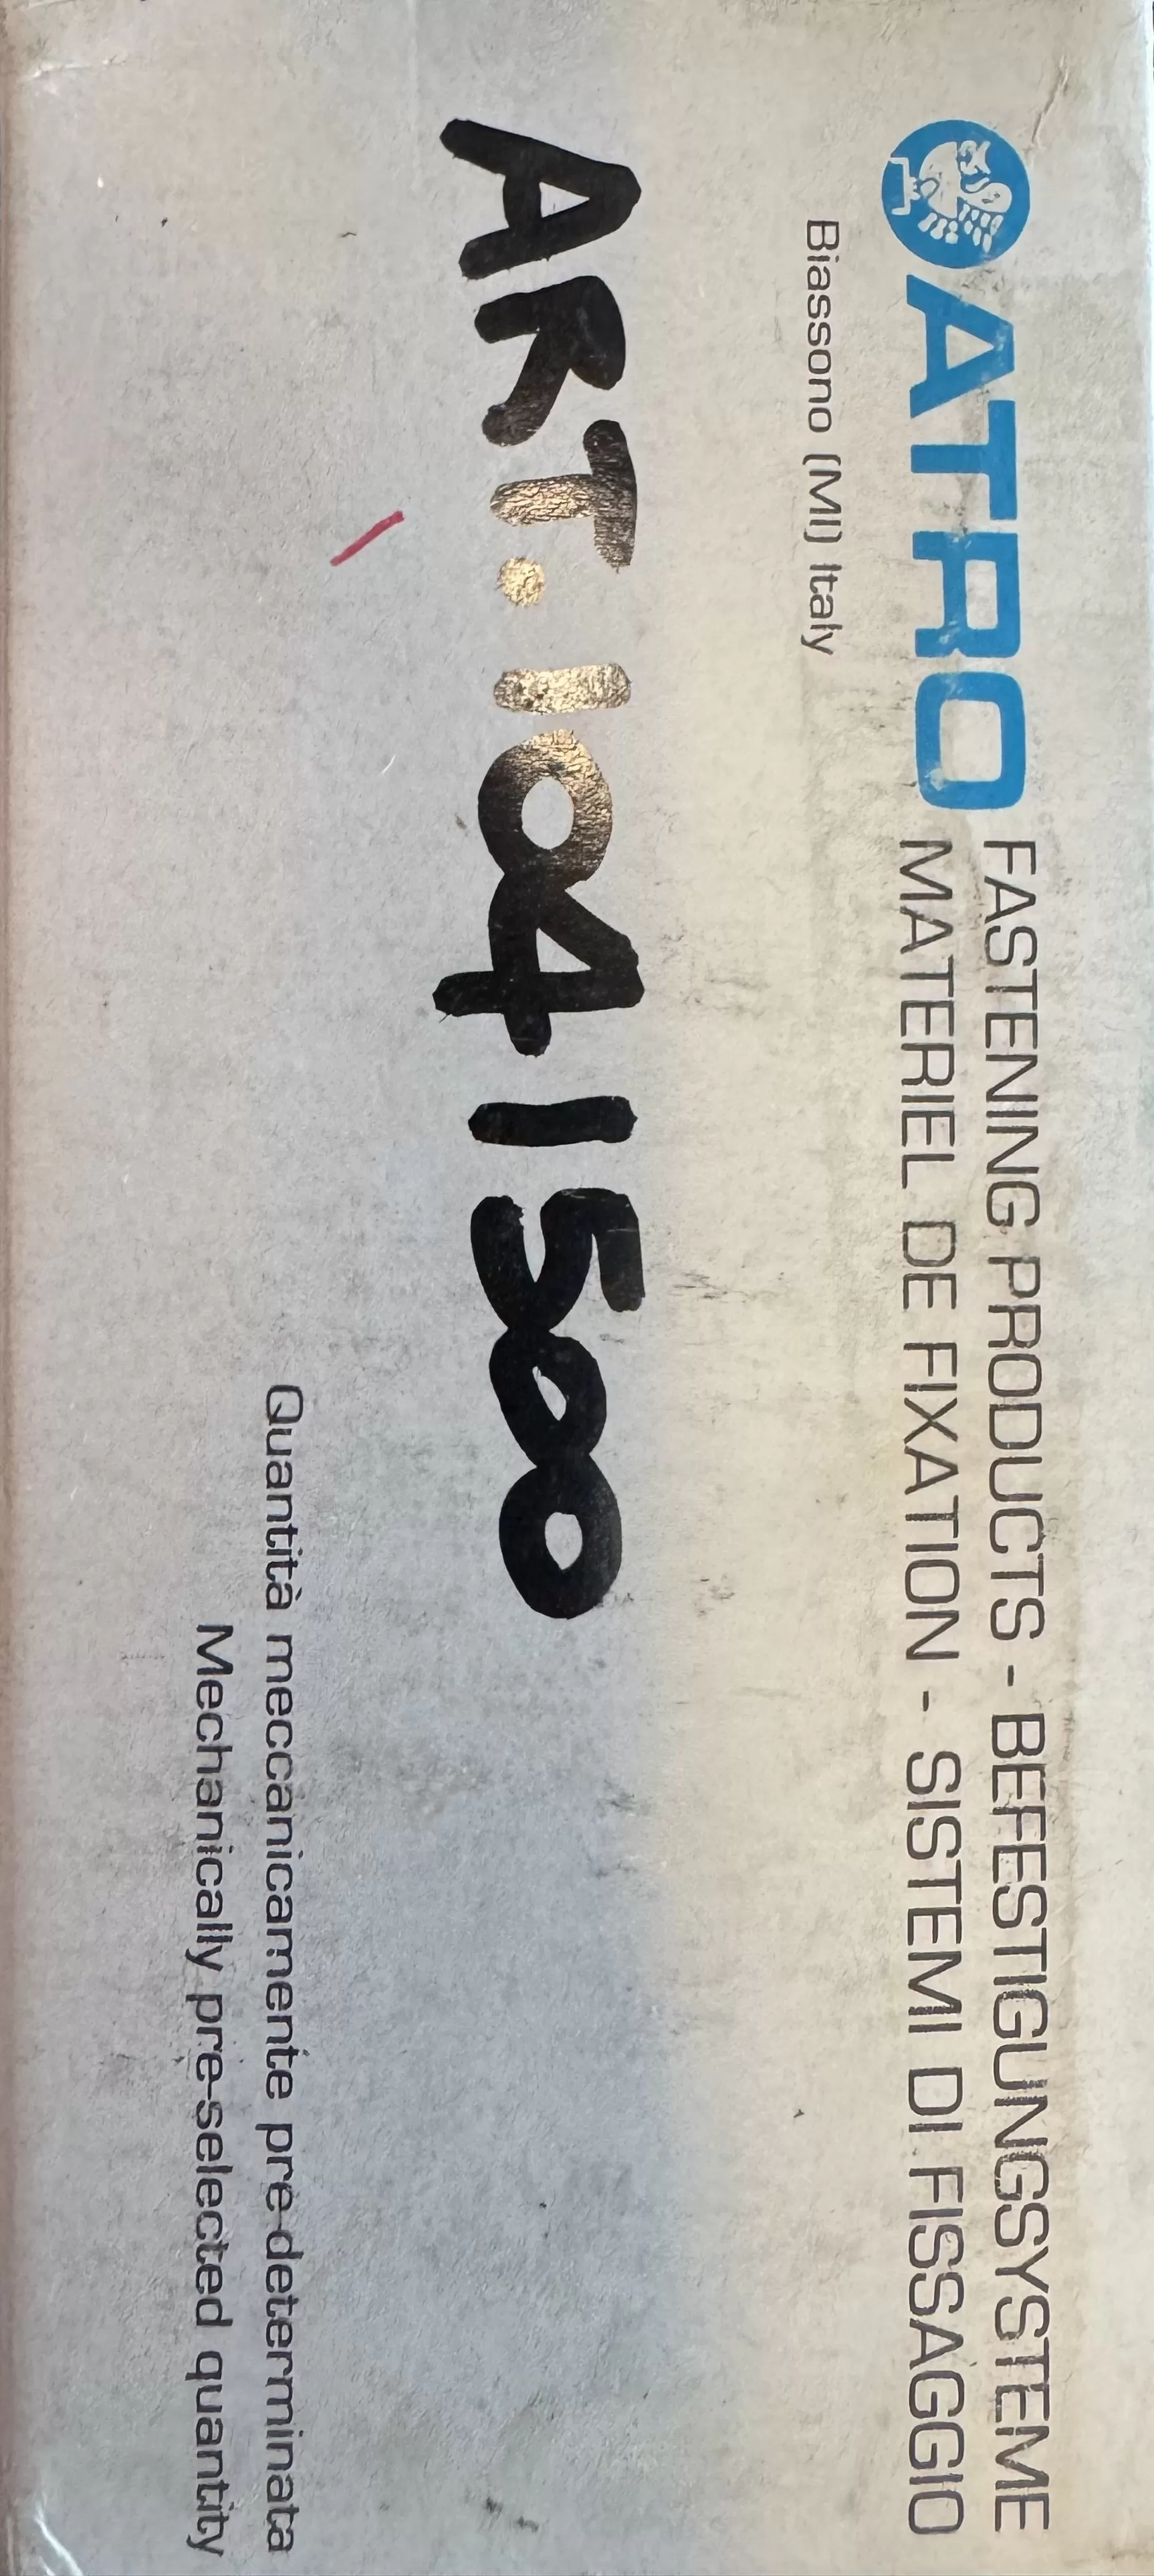 ATRO
FASTENING PRODUCTS - BEFESTIGUNGSYSTEME
MATERIEL DE FIXATION - SISTEMI DI FISSAGGIO
Biassono (MI) Italy
ART. 1041500
Quantità meccanicamente pre-determinata
Mechanically pre-selected quantity